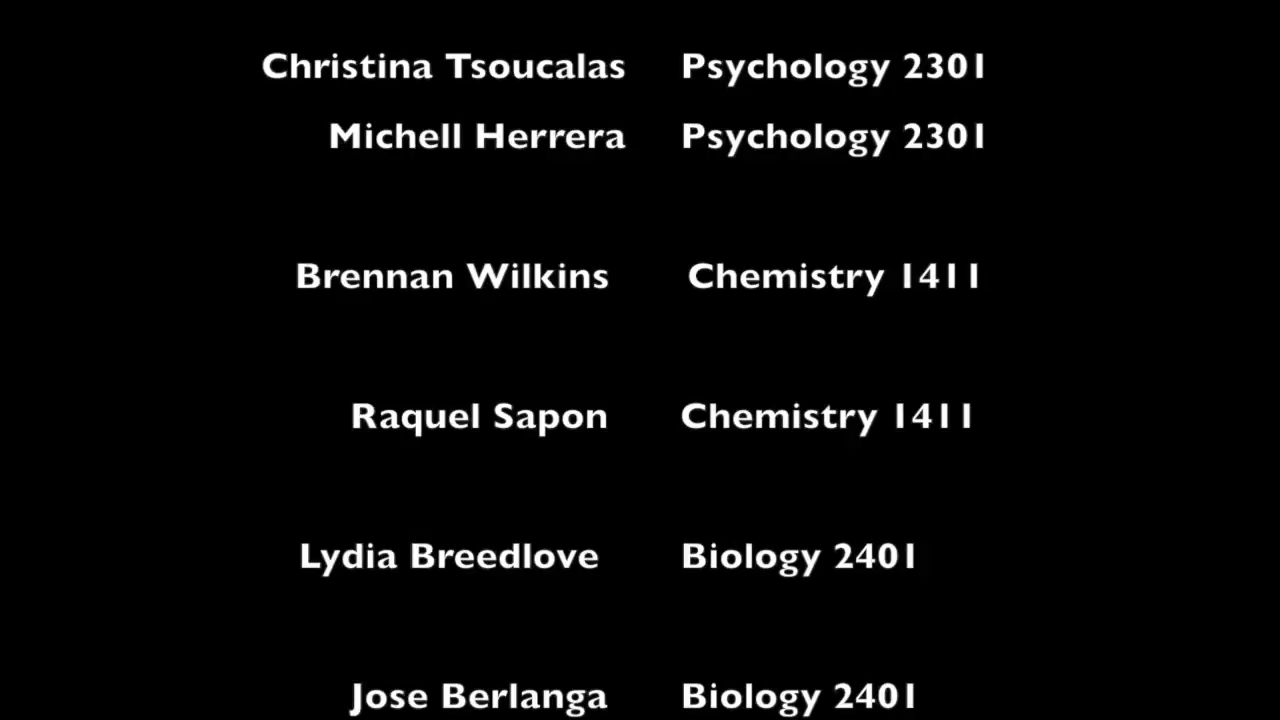 Christina Tsoucalas Psychology 2301
Michell Herrera Psychology 2301
Brennan Wilkins Chemistry 1411
Raquel Sapon Chemistry 1411
Lydia Breedlove Biology 2401
Jose Berlanga Biology 2401